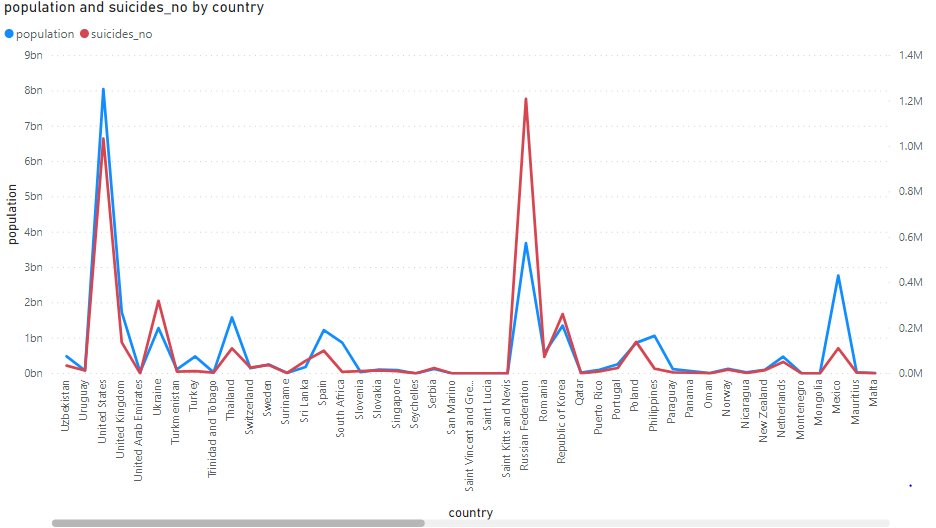 population and suicides_no by country
population suicides_no
9bn
8bn
7bn
6bn
5bn
4bn
3bn
2bn
1bn
0bn
population
1.4M
1.2M
1.0M
0.8M
0.6M
0.4M
0.2M
0.0M
Uzbekistan
Uruguay
United States
United Kingdom
United Arab Emirates
Ukraine
Turkmenistan
Turkey
Trinidad and Tobago
Thailand
Switzerland
Sweden
Suriname
Sri Lanka
Spain
South Africa
Slovenia
Slovakia
Singapore
Seychelles
Serbia
San Marino
Saint Vincent and Gre...
Saint Lucia
Saint Kitts and Nevis
Russian Federation
Romania
Republic of Korea
Qatar
Puerto Rico
Portugal
Poland
Philippines
Paraguay
Panama
Oman
Norway
Nicaragua
New Zealand
Netherlands
Montenegro
Mongolia
Mexico
Mauritius
Malta
country